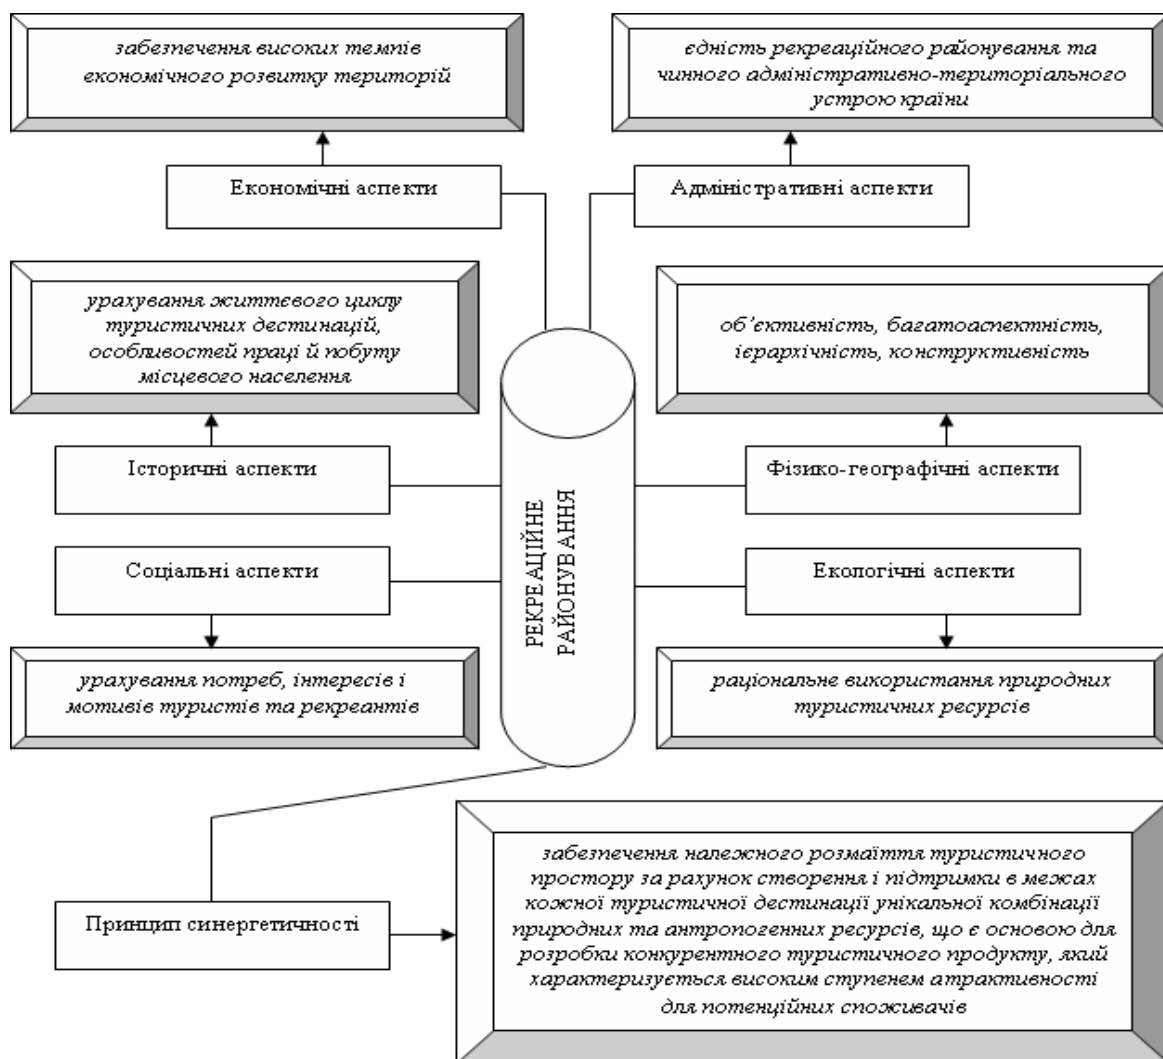 забезпечення високих темпів
економічного розвитку територій
єдність рекреаційного районування та
чинного адміністративно-територіального
устрою країни
Економічні аспекти
Адміністративні аспекти
урахування життєвого циклу
туристичних дестинацій,
особливостей праці й побуту
місцевого населення
об’єктивність, багатоаспектність,
ієрархічність, конструктивність
Історичні аспекти
Фізико-географічні аспекти
РЕКРЕАЦІЙНЕ
РАЙОНУВАННЯ
Соціальні аспекти
Екологічні аспекти
урахування потреб, інтересів і
мотивів туристів та рекреантів
раціональне використання природних
туристичних ресурсів
Принцип синергетичності
забезпечення належного розмаїття туристичного
простору за рахунок створення і підтримки в межах
кожної туристичної дестинації унікальної комбінації
природних та антропогенних ресурсів, що є основою для
розробки конкурентного туристичного продукту, який
характеризується високим ступенем атрактивності
для потенційних споживачів